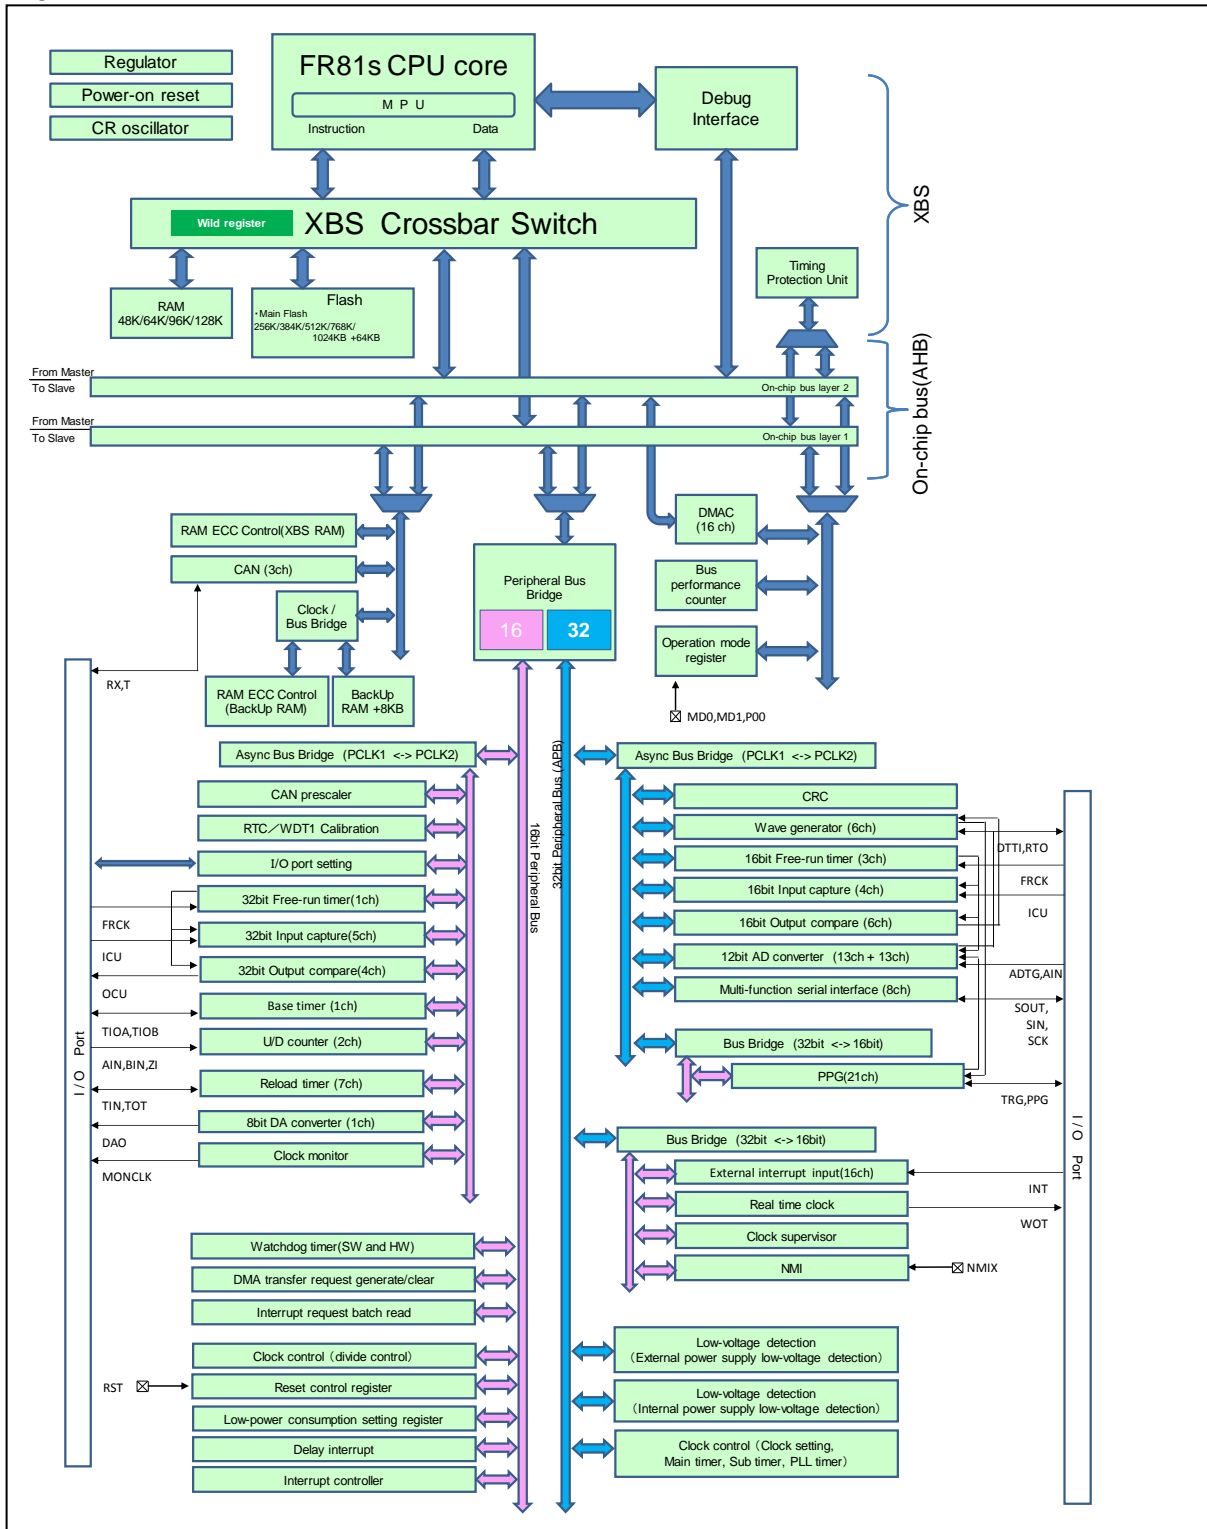 Regulator
Power-on reset
CR oscillator
FR81s CPU core
M P U
Instruction
Data
Debug
Interface
XBS
Wild register
XBS Crossbar Switch
Timing
Protection Unit
RAM
48K/64K/96K/128K
Flash
・Main Flash
256K/384K/512K/768K/
1024KB +64KB
On-chip bus(AHB)
From Master
To Slave
On-chip bus layer 2
From Master
To Slave
On-chip bus layer 1
RAM ECC Control(XBS RAM)
CAN (3ch)
Clock /
Bus Bridge
RX,T
RAM ECC Control
(BackUp RAM)
BackUp
RAM +8KB
Peripheral Bus
Bridge
16
32
DMAC
(16 ch)
Bus
performance
counter
Operation mode
register
MD0,MD1,P00
16bit Peripheral Bus
32bit Peripheral Bus (APB)
I / O Port
Async Bus Bridge (PCLK1 <-> PCLK2)
CAN prescaler
RTC／WDT1 Calibration
I/O port setting
32bit Free-run timer(1ch)
FRCK
32bit Input capture(5ch)
ICU
32bit Output compare(4ch)
OCU
Base timer (1ch)
TIOA,TIOB
U/D counter (2ch)
AIN,BIN,ZI
Reload timer (7ch)
TIN,TOT
8bit DA converter (1ch)
DAO
Clock monitor
MONCLK
Watchdog timer(SW and HW)
DMA transfer request generate/clear
Interrupt request batch read
Clock control（divide control）
RST
Reset control register
Low-power consumption setting register
Delay interrupt
Interrupt controller
Async Bus Bridge (PCLK1 <-> PCLK2)
CRC
Wave generator (6ch)
DTTI,RTO
16bit Free-run timer (3ch)
FRCK
16bit Input capture (4ch)
ICU
16bit Output compare (6ch)
12bit AD converter (13ch + 13ch)
ADTG,AIN
Multi-function serial interface (8ch)
SOUT,
SIN,
SCK
Bus Bridge (32bit <-> 16bit)
PPG(21ch)
TRG,PPG
I / O Port
Bus Bridge (32bit <-> 16bit)
External interrupt input(16ch)
INT
Real time clock
WOT
Clock supervisor
NMI
NMIX
Low-voltage detection
（External power supply low-voltage detection）
Low-voltage detection
（Internal power supply low-voltage detection）
Clock control（Clock setting,
Main timer, Sub timer, PLL timer）